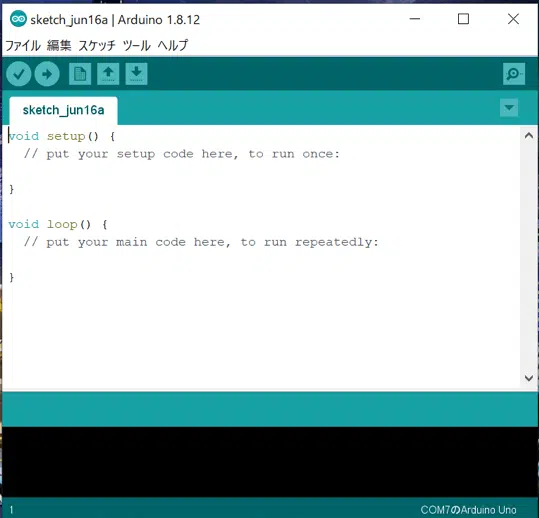 sketch_jun16a | Arduino 1.8.12
ファイル 編集 スケッチ ツール ヘルプ
sketch_jun16a
void setup() {
  // put your setup code here, to run once:
}
void loop() {
  // put your main code here, to run repeatedly:
}
1
COM7のArduino Uno